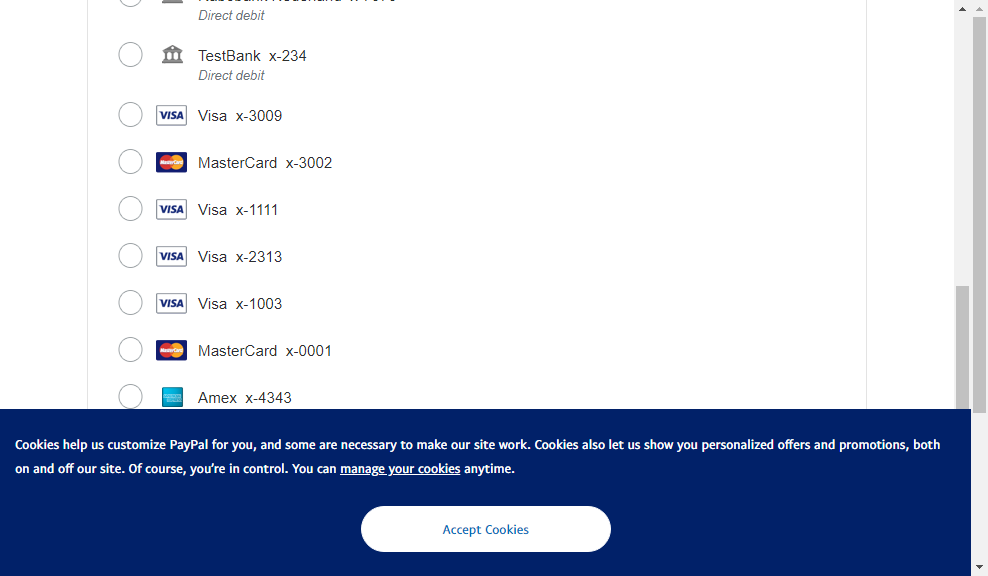 Direct debit
TestBank x-234
Direct debit
VISA Visa x-3009
MasterCard MasterCard x-3002
VISA Visa x-1111
VISA Visa x-2313
VISA Visa x-1003
MasterCard MasterCard x-0001
Amex x-4343
Cookies help us customize PayPal for you, and some are necessary to make our site work. Cookies also let us show you personalized offers and promotions, both
on and off our site. Of course, you're in control. You can manage your cookies anytime.
Accept Cookies